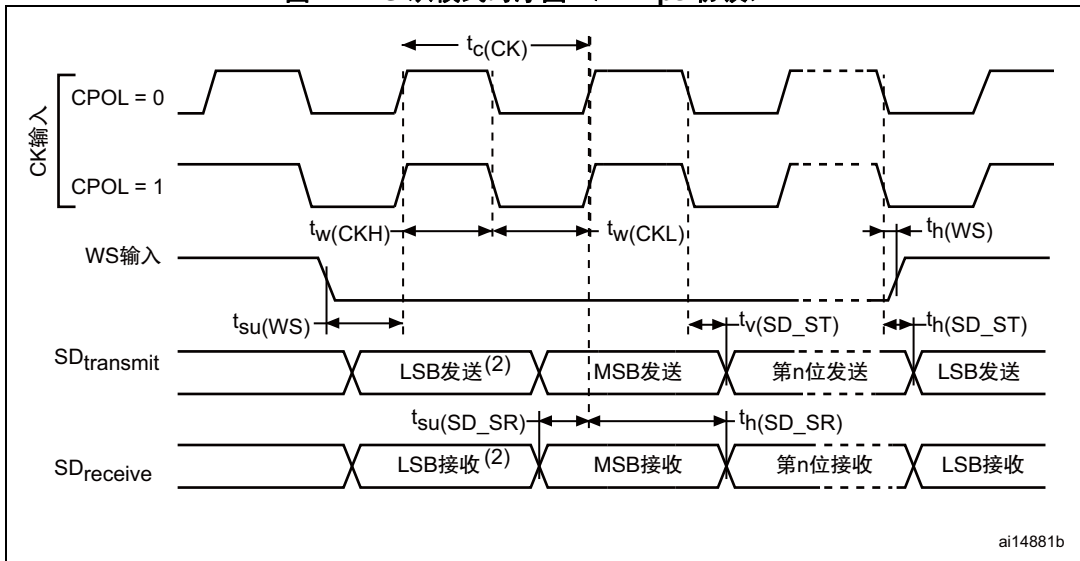 tc(CK)
CK输入
CPOL = 0
CPOL = 1
tw(CKH)
tw(CKL)
th(WS)
WS输入
tsu(WS)
tv(SD_ST)
th(SD_ST)
SDtransmit
LSB发送(2)
MSB发送
第n位发送
LSB发送
tsu(SD_SR)
th(SD_SR)
SDreceive
LSB接收(2)
MSB接收
第n位接收
LSB接收
ai14881b